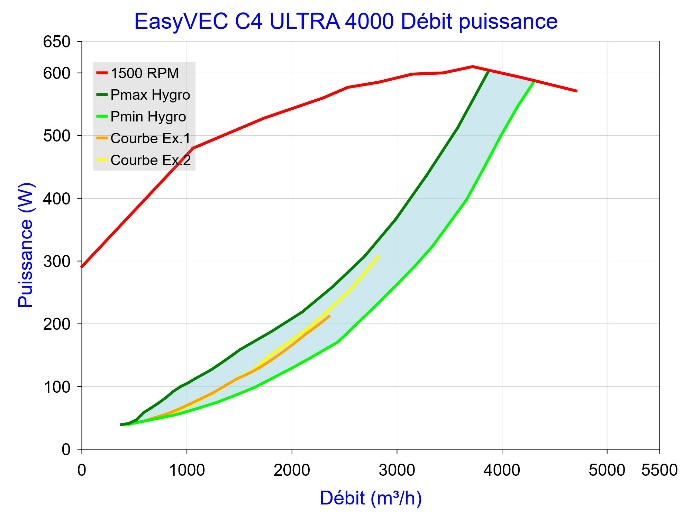 EasyVEC C4 ULTRA 4000 Débit puissance
650
600
500
400
300
200
100
0
Puissance (W)
1500 RPM
Pmax Hygro
Pmin Hygro
Courbe Ex.1
Courbe Ex.2
0 1000 2000 3000 4000 5000 5500
Débit (m³/h)